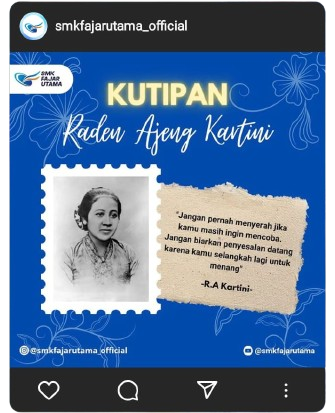 smkfajarutama_official
SMK
FAJAR
UTAMA
KUTIPAN
Raden Ajeng Kartini
"Jangan pernah menyerah jika
kamu masih ingin mencoba.
Jangan biarkan penyesalan datang
karena kamu selangkah lagi untuk
menang"
-R.A Kartini-
@smkfajarutama_official
@smkfajarutama